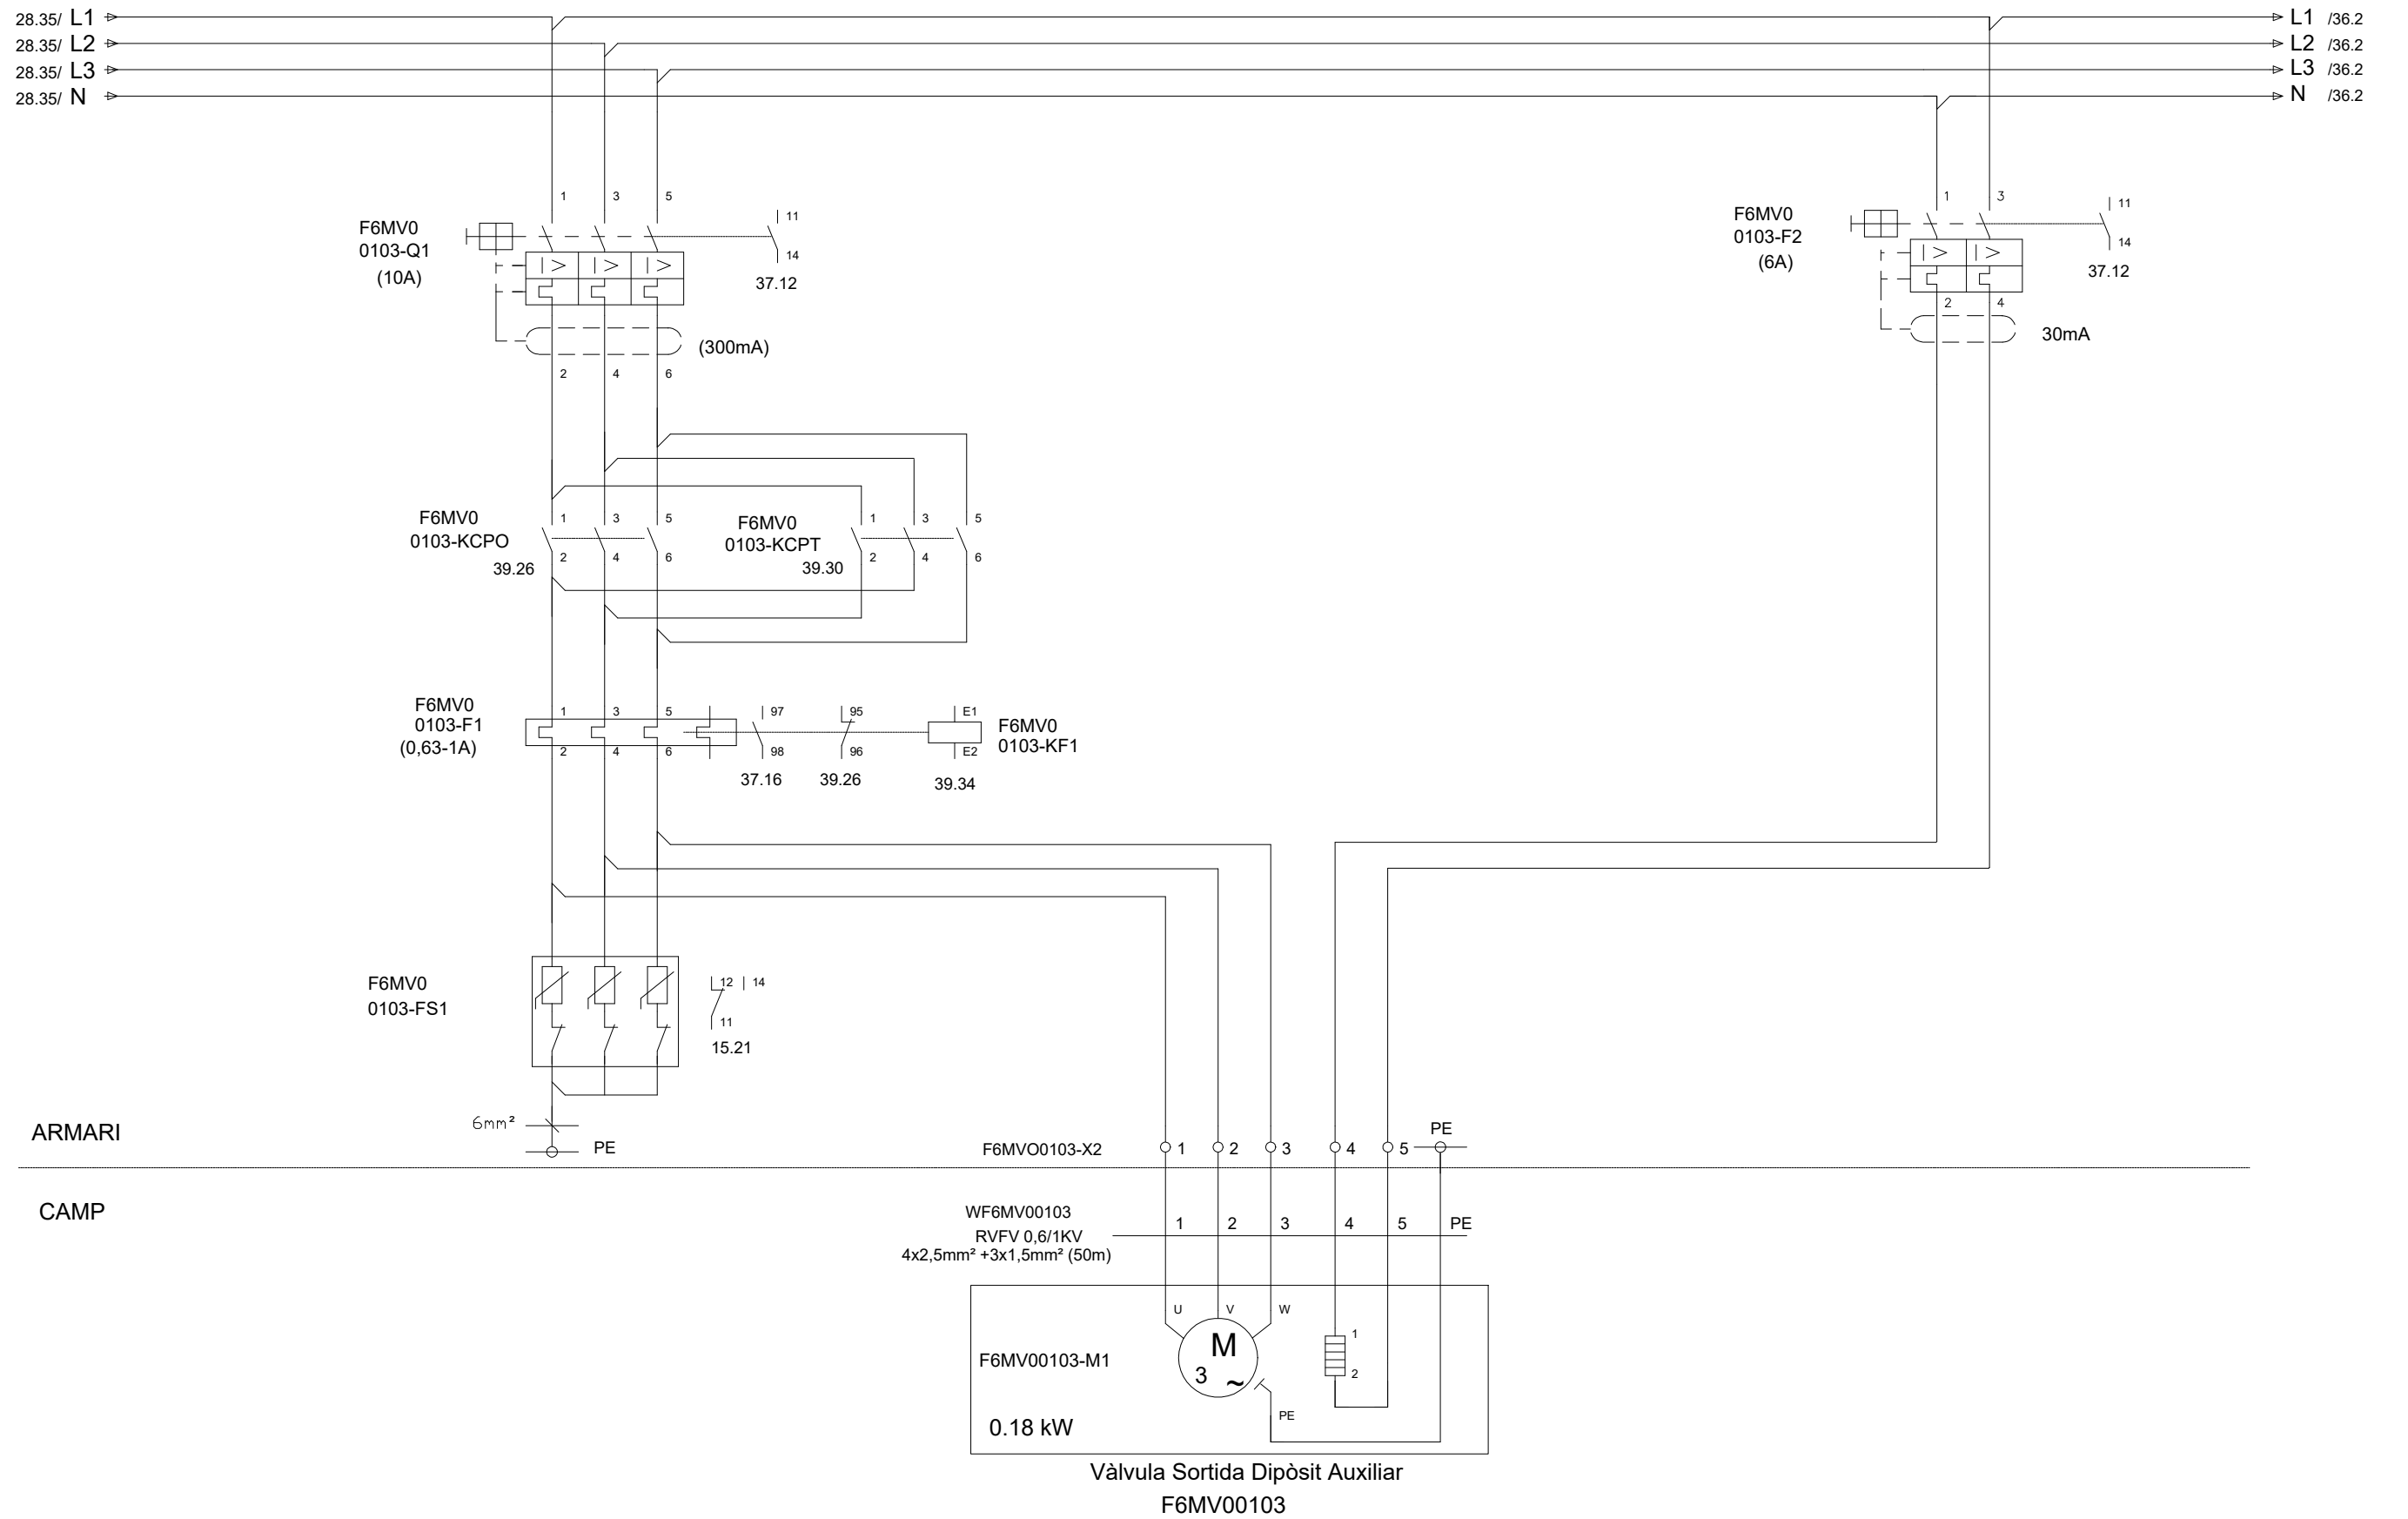 28.35/ L1
28.35/ L2
28.35/ L3
28.35/ N
L1 /36.2
L2 /36.2
L3 /36.2
N /36.2
1 3 5
F6MV0
0103-Q1
(10A)
11
14
37.12
(300mA)
2 4 6
1 3
F6MV0
0103-F2
(6A)
11
14
37.12
2 4
30mA
F6MV0
0103-KCPO
39.26
1 3 5
2 4 6
F6MV0
0103-KCPT
39.30
1 3 5
2 4 6
F6MV0
0103-F1
(0,63-1A)
1 3 5
2 4 6
97
98
37.16
95
96
39.26
E1
E2
39.34
F6MV0
0103-KF1
F6MV0
0103-FS1
12 14
11
15.21
6mm²
PE
ARMARI
CAMP
F6MVO0103-X2
1 2 3 4 5
PE
WF6MV00103
RVFV 0,6/1KV
4x2,5mm² +3x1,5mm² (50m)
1 2 3 4 5 PE
U V W
M
3 ~
F6MV00103-M1
1
2
PE
0.18 kW
Vàlvula Sortida Dipòsit Auxiliar
F6MV00103